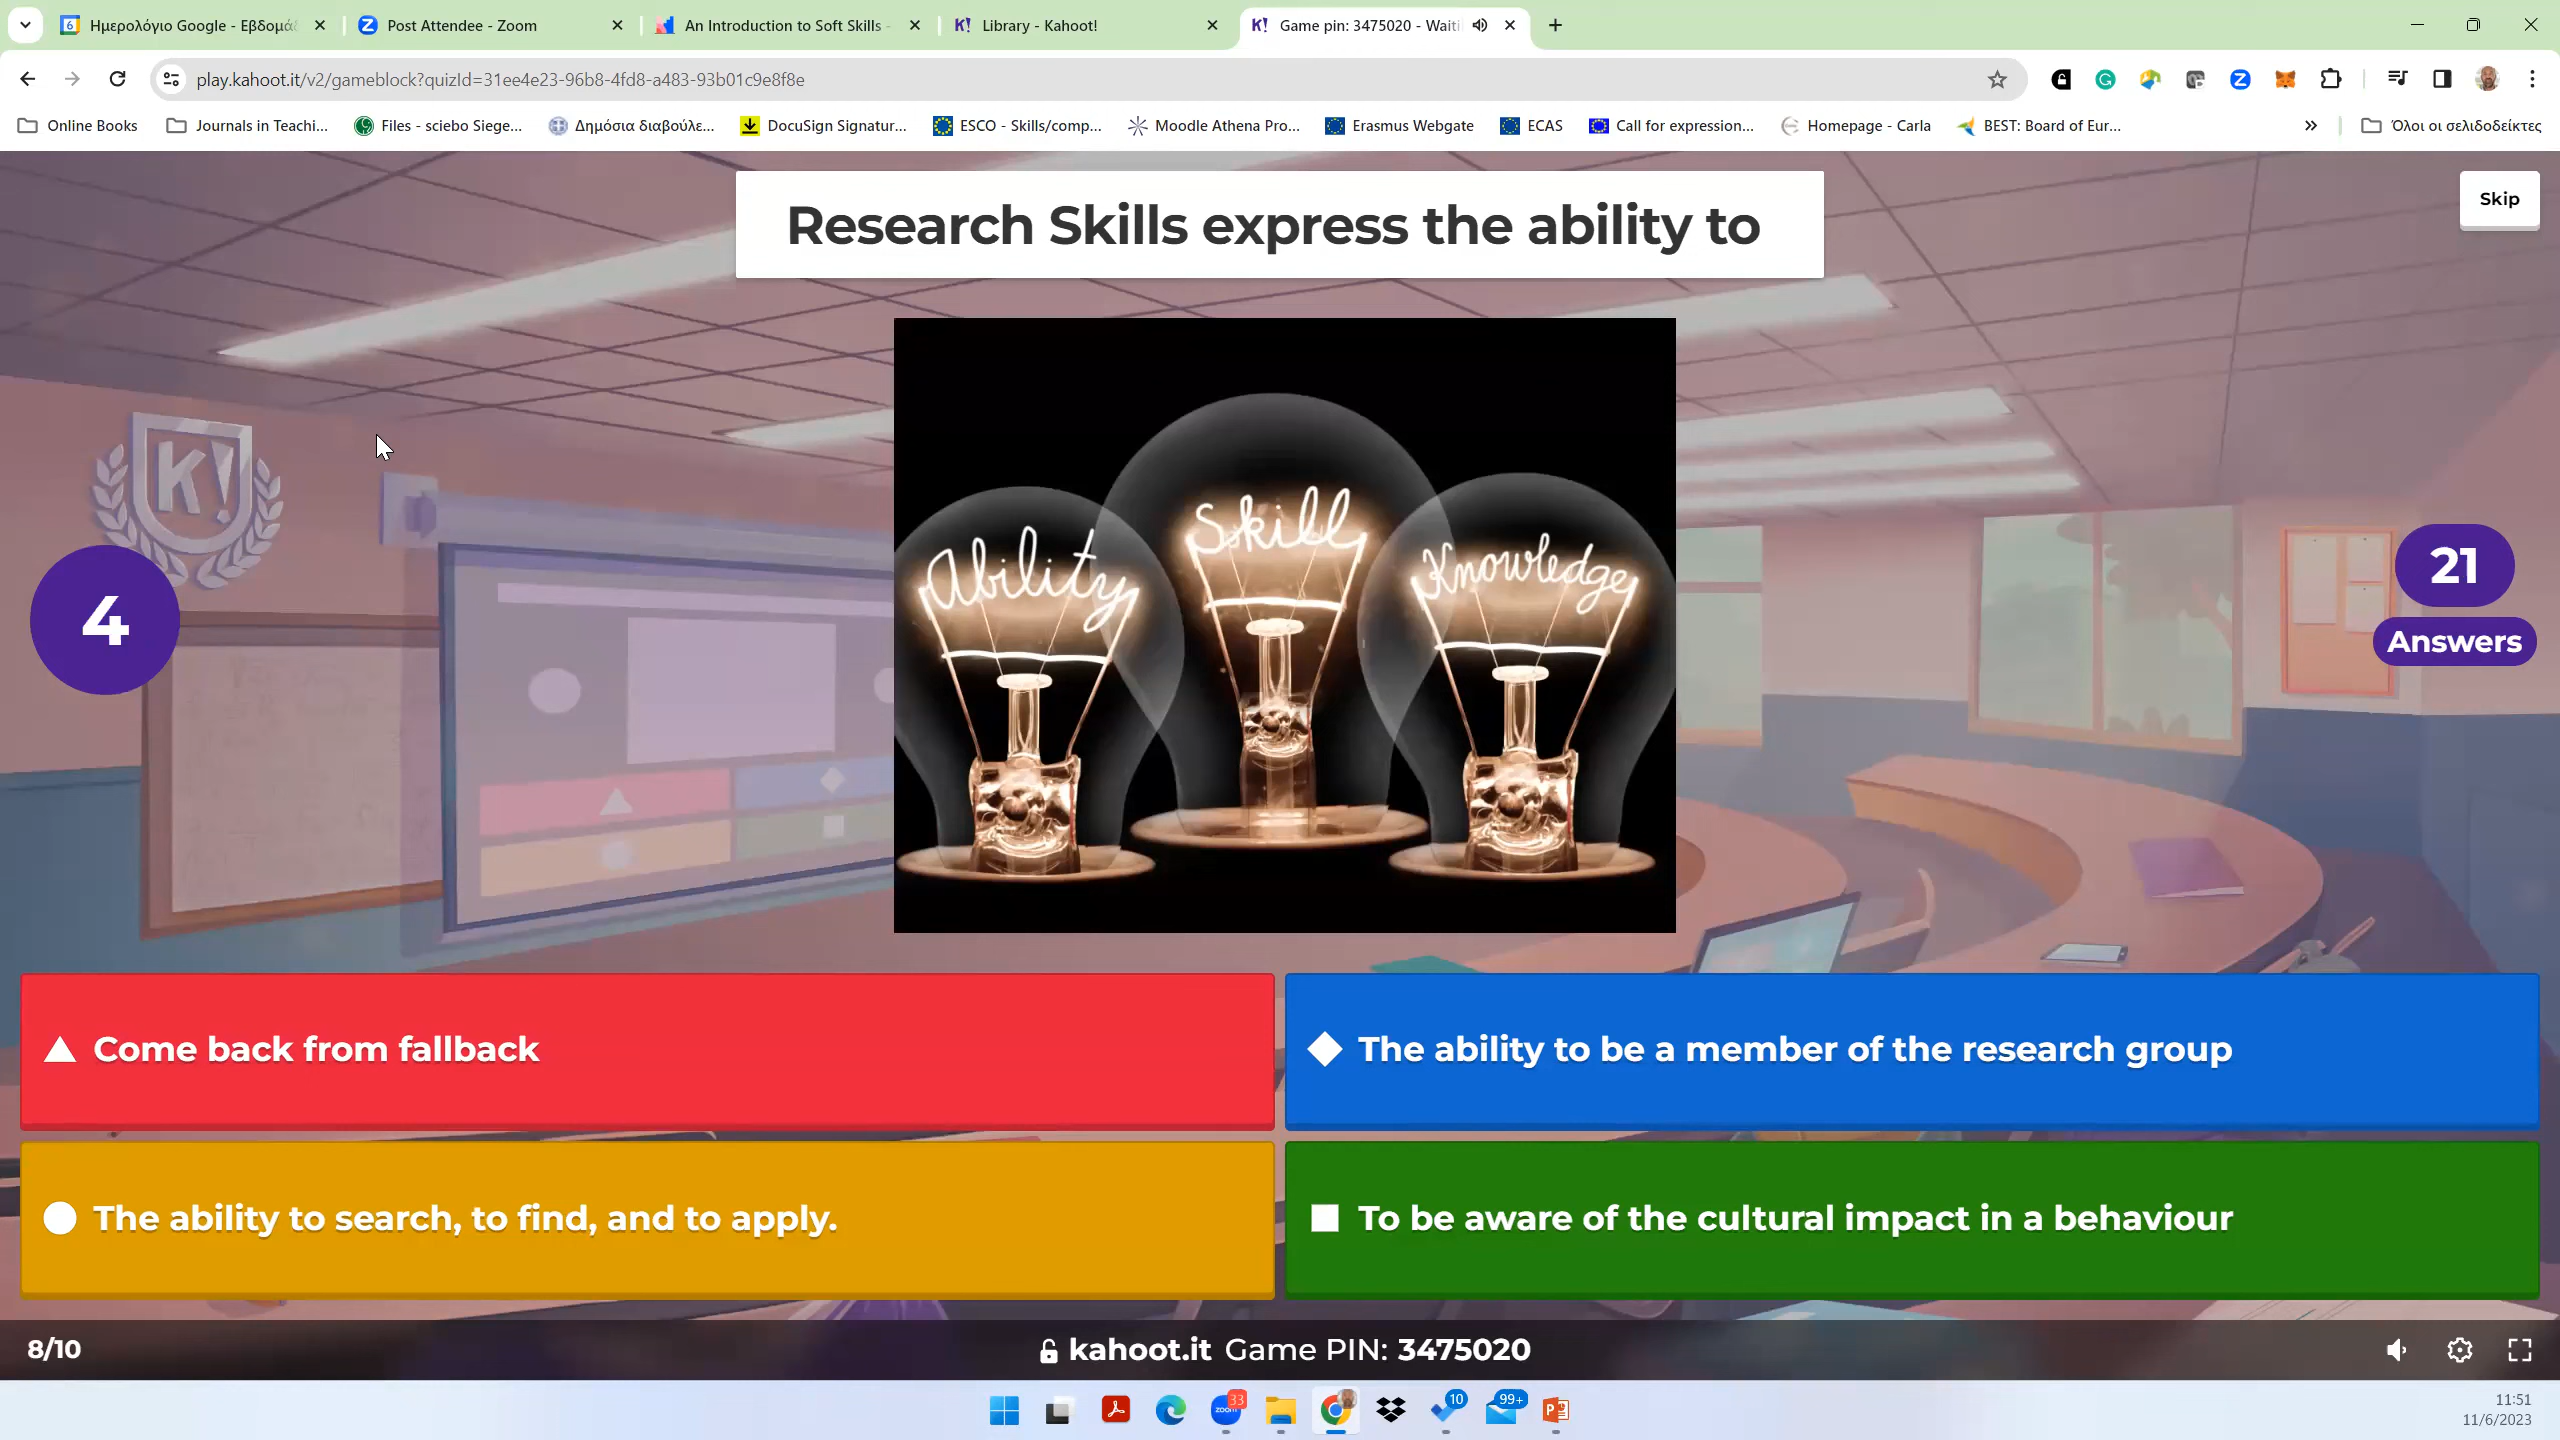 Ημερολόγιο Google - Εβδομάδ
Post Attendee - Zoom
An Introduction to Soft Skills -
Library - Kahoot!
Game pin: 3475020 - Waiti
play.kahoot.it/v2/gameblock?quizId=31ee4e23-96b8-4fd8-a483-93b01c9e8f8e
Online Books
Journals in Teachi...
Files - sciebo Siege...
Δημόσια διαβούλε...
DocuSign Signatur...
ESCO - Skills/comp...
Moodle Athena Pro...
Erasmus Webgate
ECAS
Call for expression...
Homepage - Carla
BEST: Board of Eur...
Όλοι οι σελιδοδείκτες
Research Skills express the ability to
Skip
K!
Ability
Skill
Knowledge
4
21
Answers
Come back from fallback
The ability to be a member of the research group
The ability to search, to find, and to apply.
To be aware of the cultural impact in a behaviour
8/10
kahoot.it Game PIN: 3475020
zoom
33
10
99+
11:51
11/6/2023